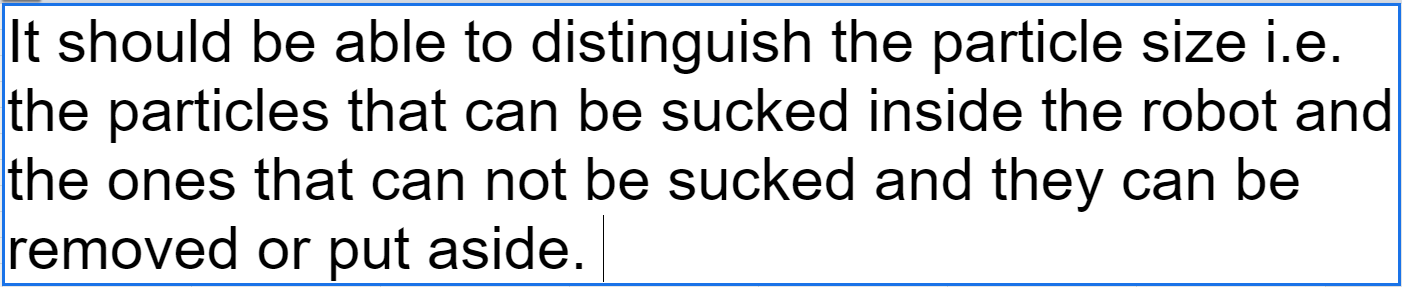 It should be able to distinguish the particle size i.e.
the particles that can be sucked inside the robot and
the ones that can not be sucked and they can be
removed or put aside.